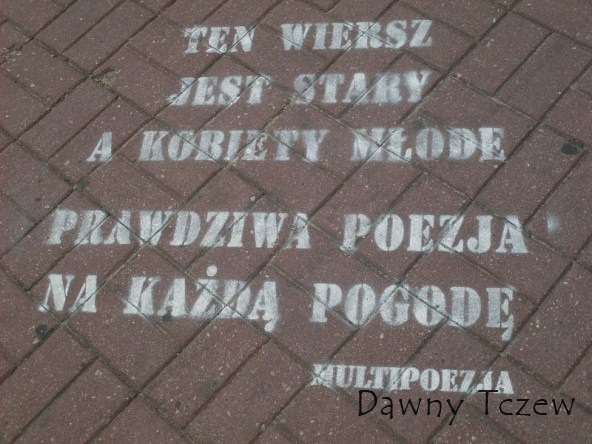 TEN WIERSZ
JEST STARY
A KOBIETY MŁODE
PRAWDZIWA POEZJA
NA KAŻDĄ POGODĘ
MULTIPOEZJA
Dawny Tczew